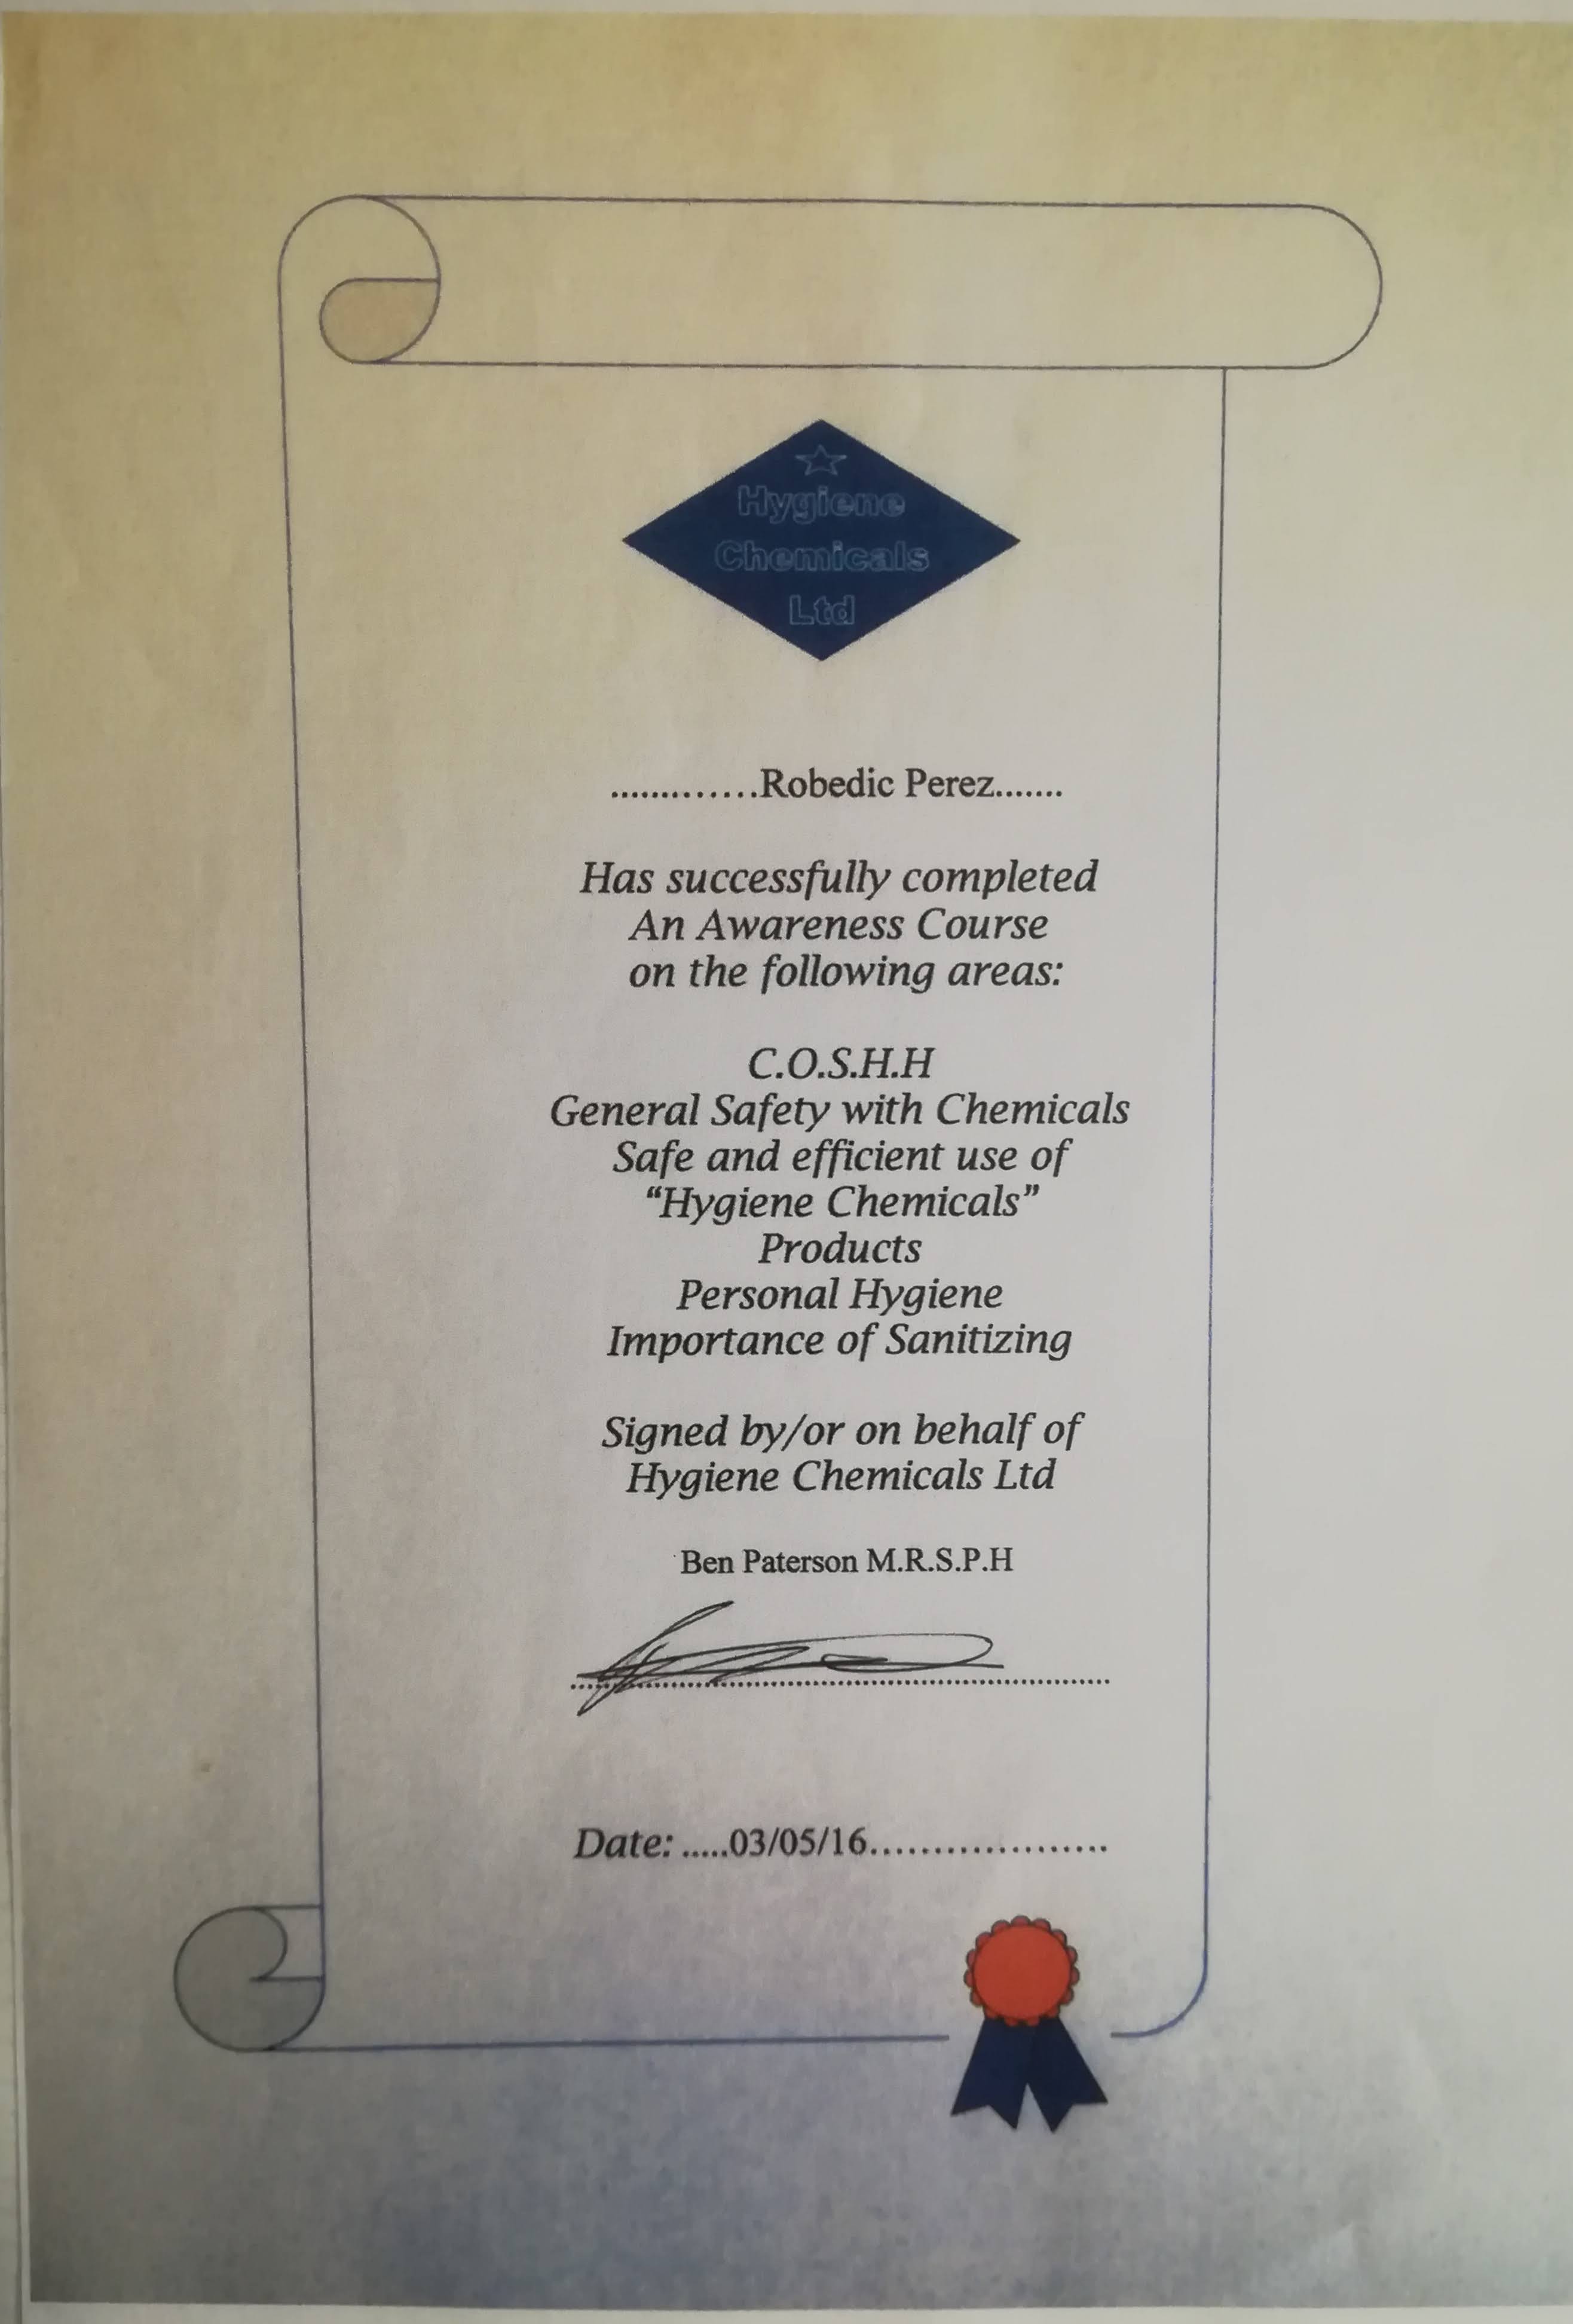 Hygiene
Chemicals
Ltd
.............Robedic Perez.......
Has successfully completed
An Awareness Course
on the following areas:
C.O.S.H.H
General Safety with Chemicals
Safe and efficient use of
“Hygiene Chemicals”
Products
Personal Hygiene
Importance of Sanitizing
Signed by/or on behalf of
Hygiene Chemicals Ltd
Ben Paterson M.R.S.P.H
Date: .....03/05/16....................